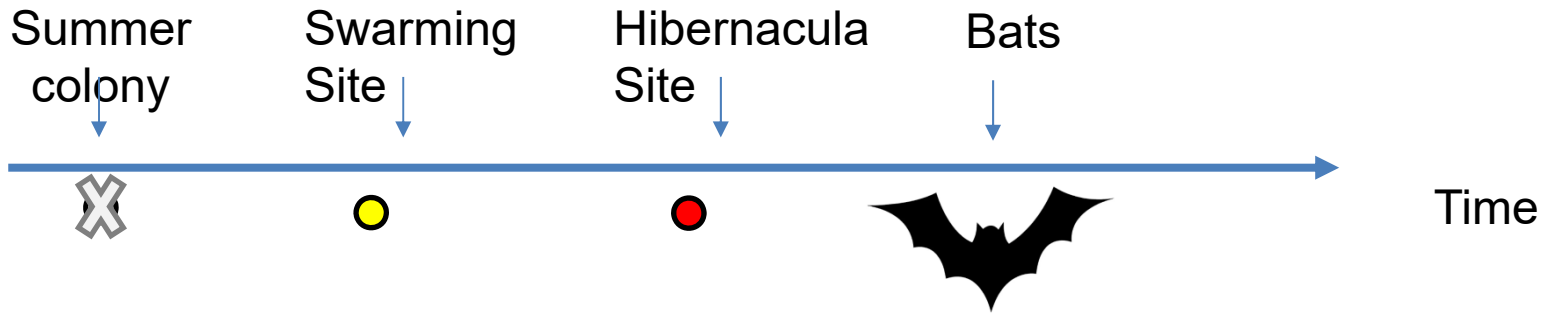 Summer
colony
Swarming
Site
Hibernacula
Site
Bats
Time